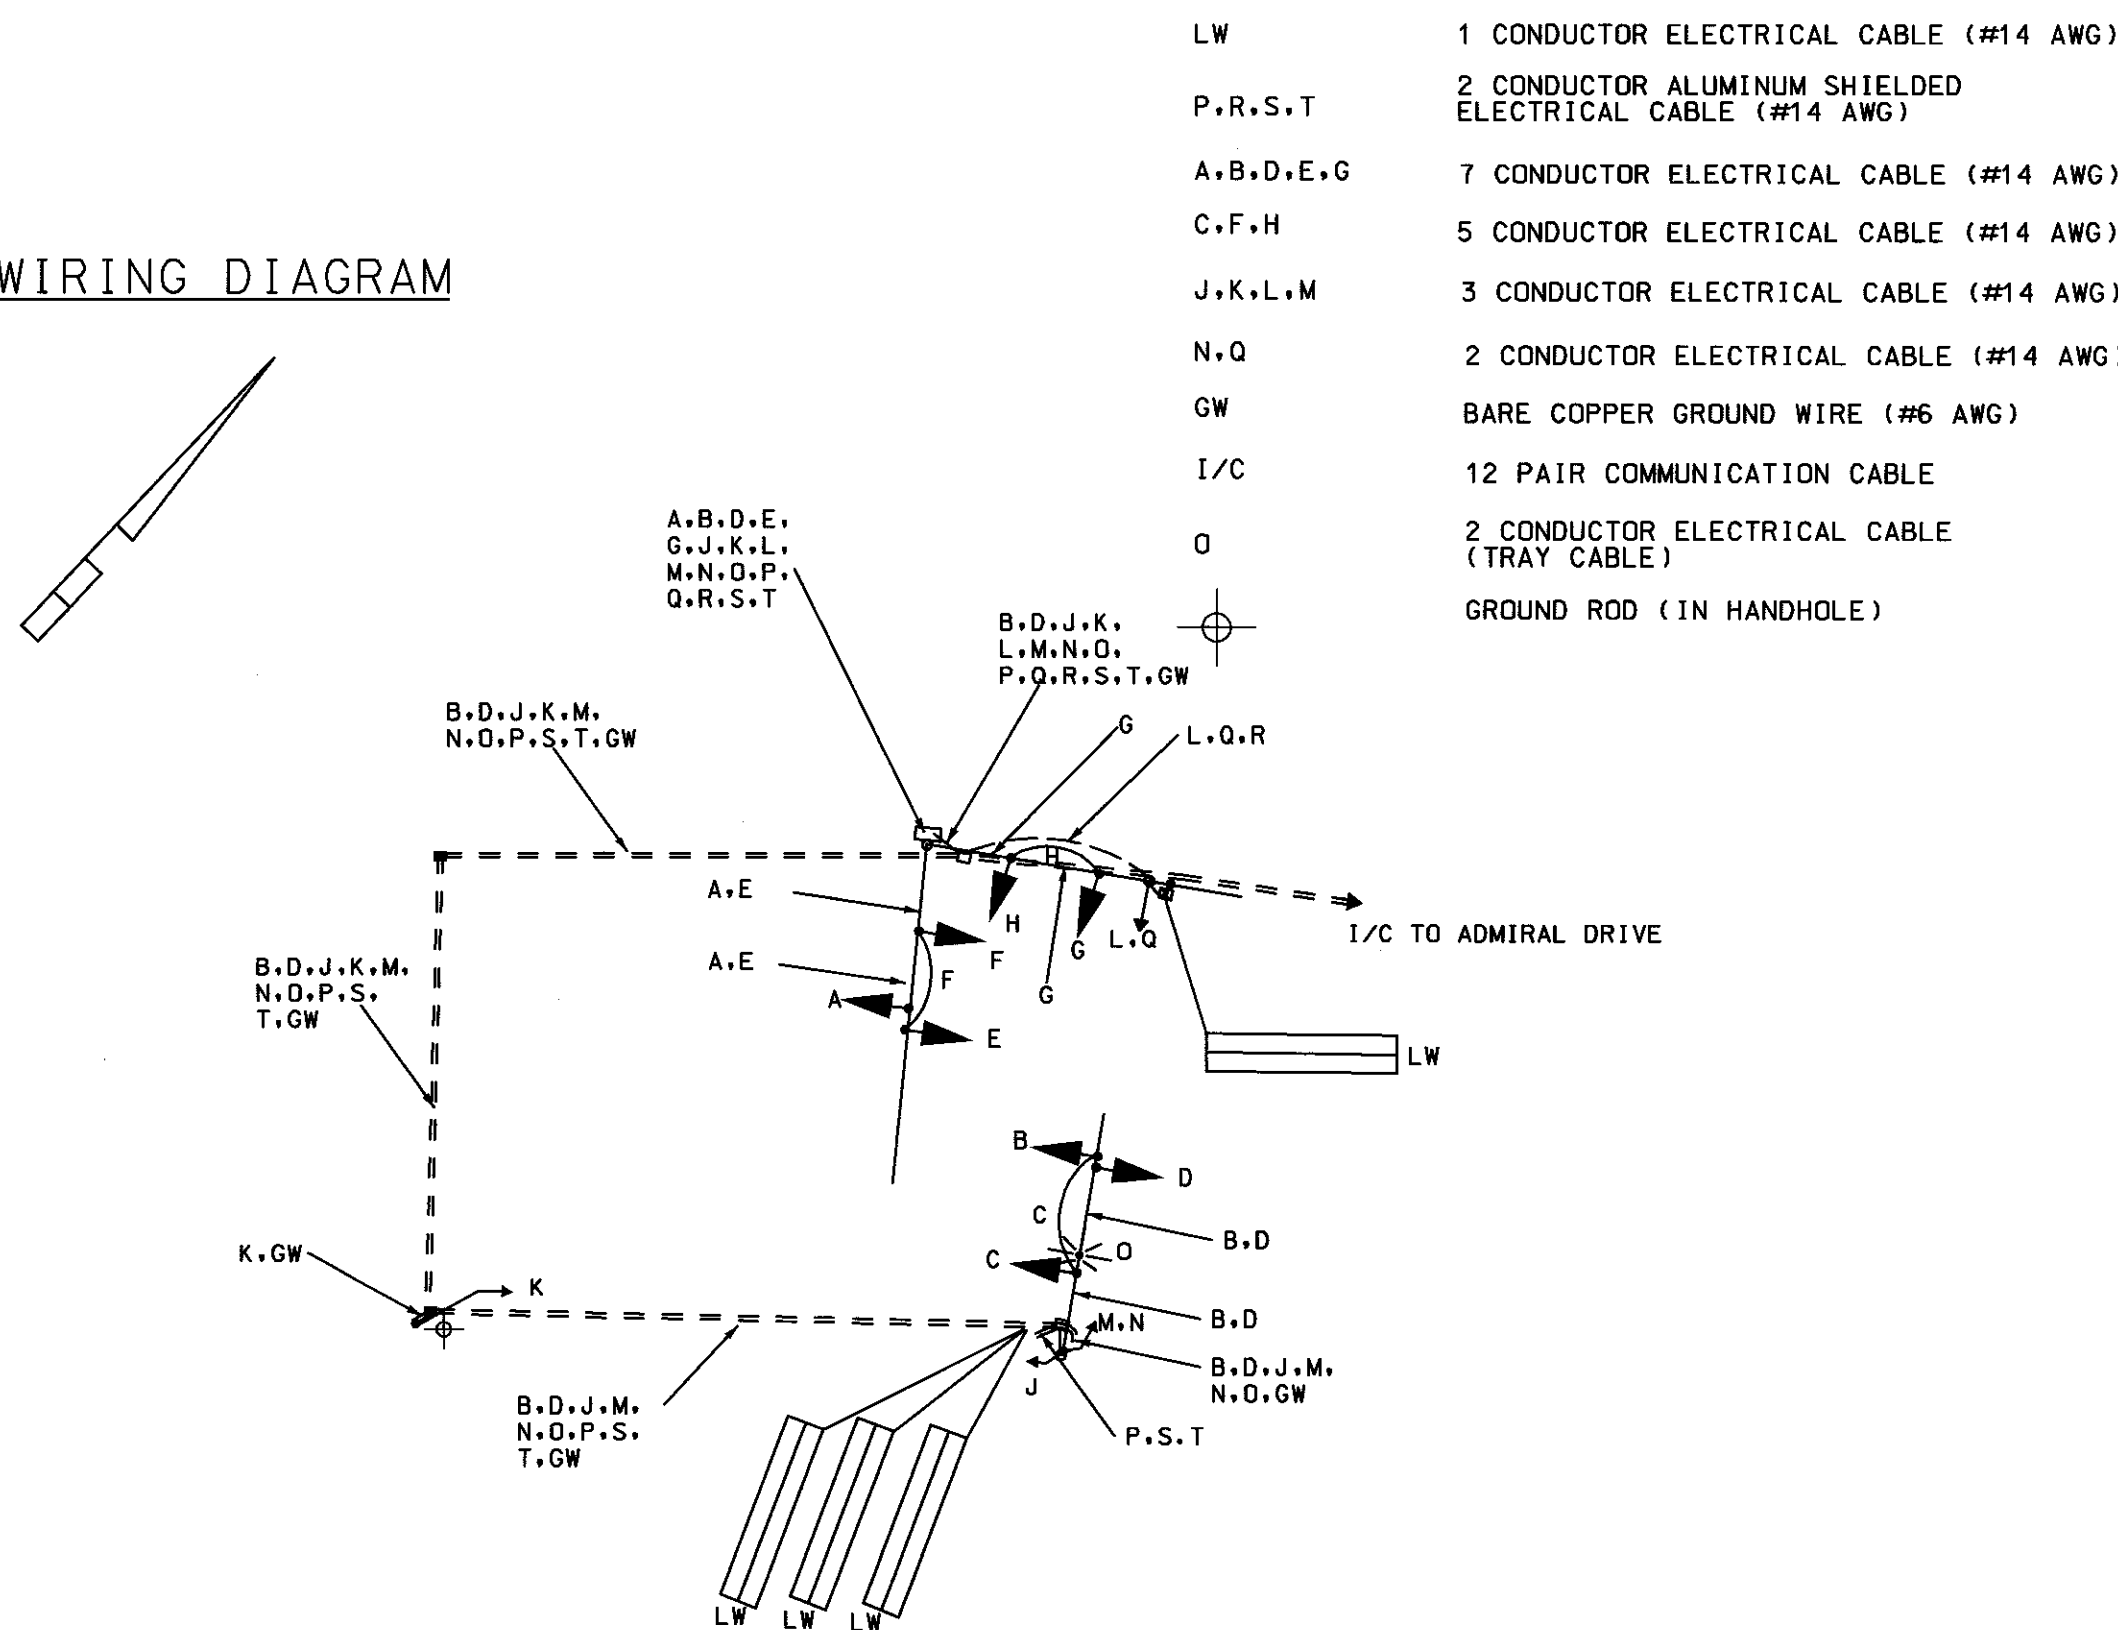 LW 1 CONDUCTOR ELECTRICAL CABLE (#14 AWG)
P,R,S,T 2 CONDUCTOR ALUMINUM SHIELDED
ELECTRICAL CABLE (#14 AWG)
A,B,D,E,G 7 CONDUCTOR ELECTRICAL CABLE (#14 AWG)
C,F,H 5 CONDUCTOR ELECTRICAL CABLE (#14 AWG)
WIRING DIAGRAM
J,K,L,M 3 CONDUCTOR ELECTRICAL CABLE (#14 AWG)
N,Q 2 CONDUCTOR ELECTRICAL CABLE (#14 AWG)
GW BARE COPPER GROUND WIRE (#6 AWG)
I/C 12 PAIR COMMUNICATION CABLE
O 2 CONDUCTOR ELECTRICAL CABLE
(TRAY CABLE)
GROUND ROD (IN HANDHOLE)
A,B,D,E,
G,J,K,L,
M,N,O,P,
Q,R,S,T
B,D,J,K,
L,M,N,O,
P,Q,R,S,T,GW
B,D,J,K,M,
N,O,P,S,T,GW
G
L,Q,R
H
A,E
H
F
G
L,Q
I/C TO ADMIRAL DRIVE
A,E
F
G
A
E
B,D,J,K,M,
N,O,P,S,
T,GW
LW
B
D
C
B,D
O
C
K,GW
K
B,D
M,N
J
B,D,J,M,
N,O,GW
B,D,J,M,
N,O,P,S,
T,GW
P,S,T
LW
LW
LW